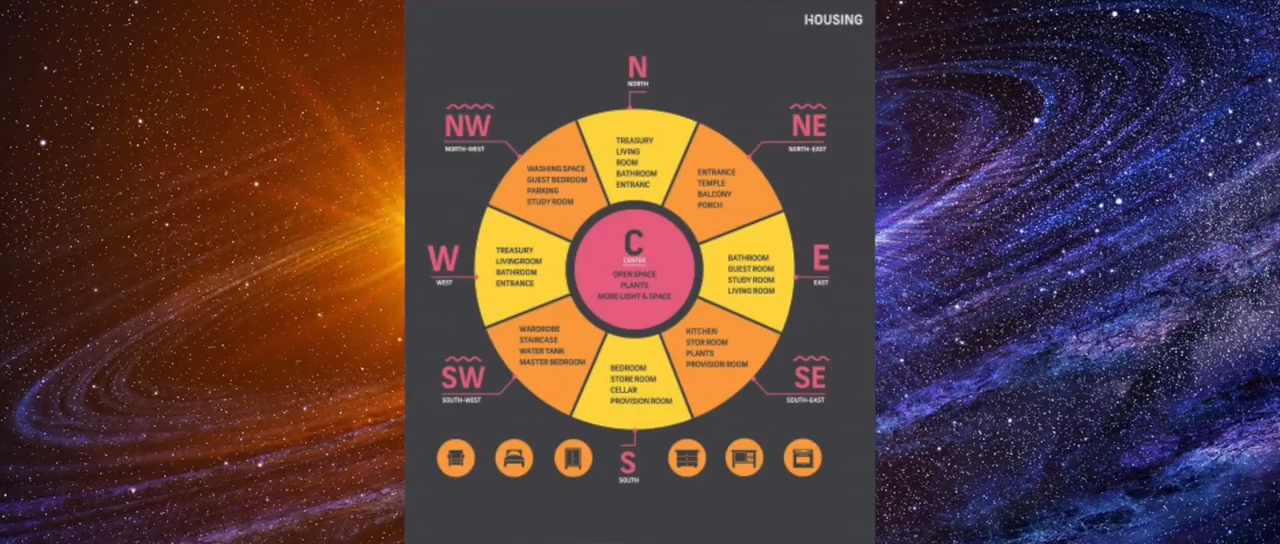 HOUSING
N
NORTH
NW
NORTH-WEST
NE
NORTH-EAST
TREASURY
LIVING
ROOM
BATHROOM
ENTRANC
WASHING SPACE
GUEST BEDROOM
PARKING
STUDY ROOM
ENTRANCE
TEMPLE
BALCONY
PORCH
W
WEST
TREASURY
LIVINGROOM
BATHROOM
ENTRANCE
C
CENTER
OPEN SPACE
PLANTS
MORE LIGHT & SPACE
BATHROOM
GUEST ROOM
STUDY ROOM
LIVING ROOM
E
EAST
WARDROBE
STAIRCASE
WATER TANK
MASTER BEDROOM
KITCHEN
STOR ROOM
PLANTS
PROVISION ROOM
SW
SOUTH-WEST
BEDROOM
STORE ROOM
CELLAR
PROVISION ROOM
SE
SOUTH-EAST
S
SOUTH